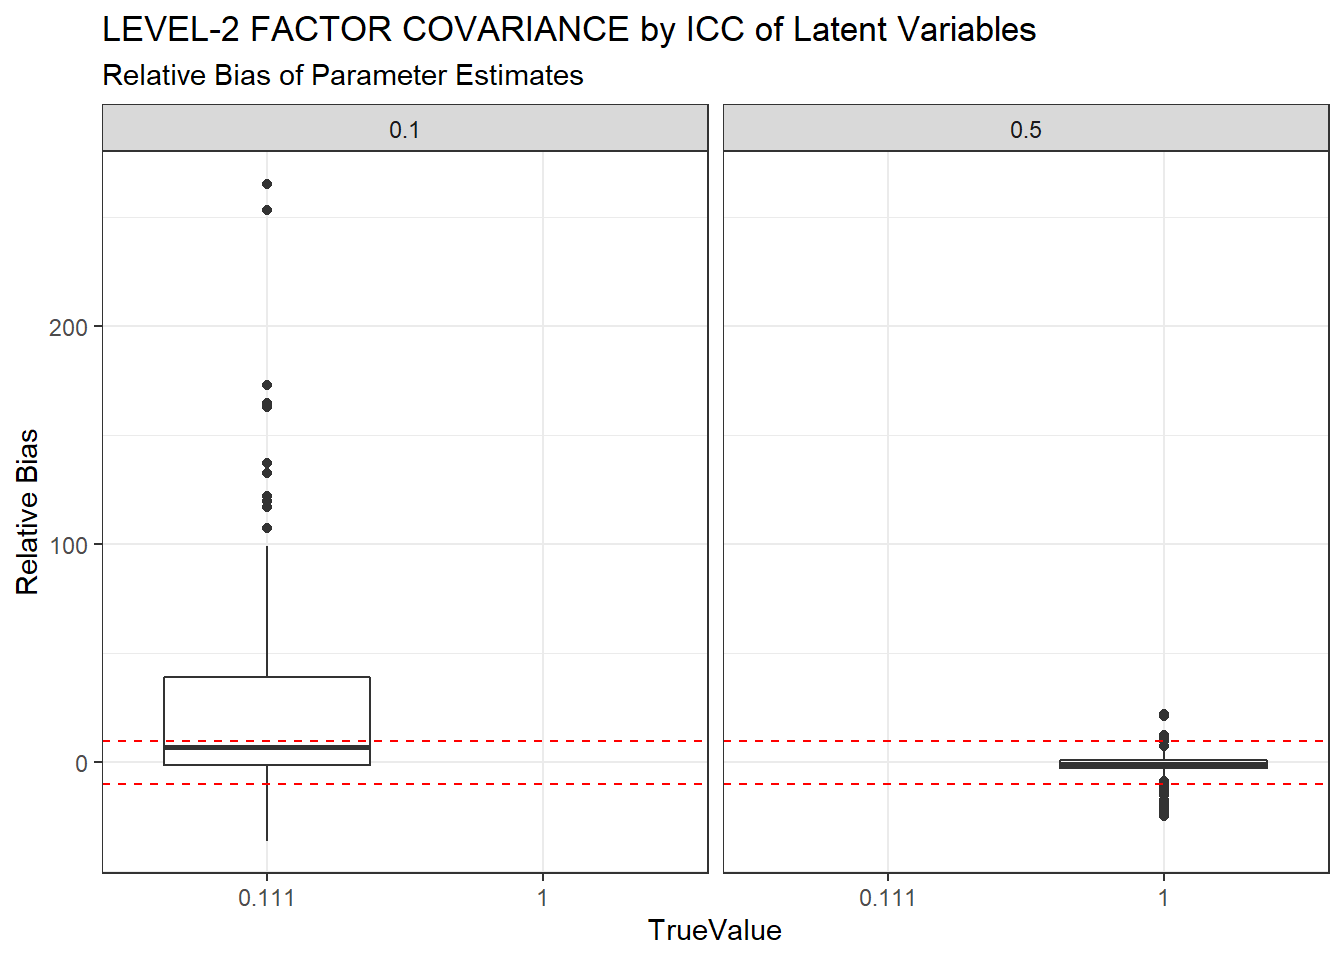 LEVEL-2 FACTOR COVARIANCE by ICC of Latent Variables
Relative Bias of Parameter Estimates
0.1
0.5
Relative Bias
200
100
0
0.111
1
0.111
1
TrueValue